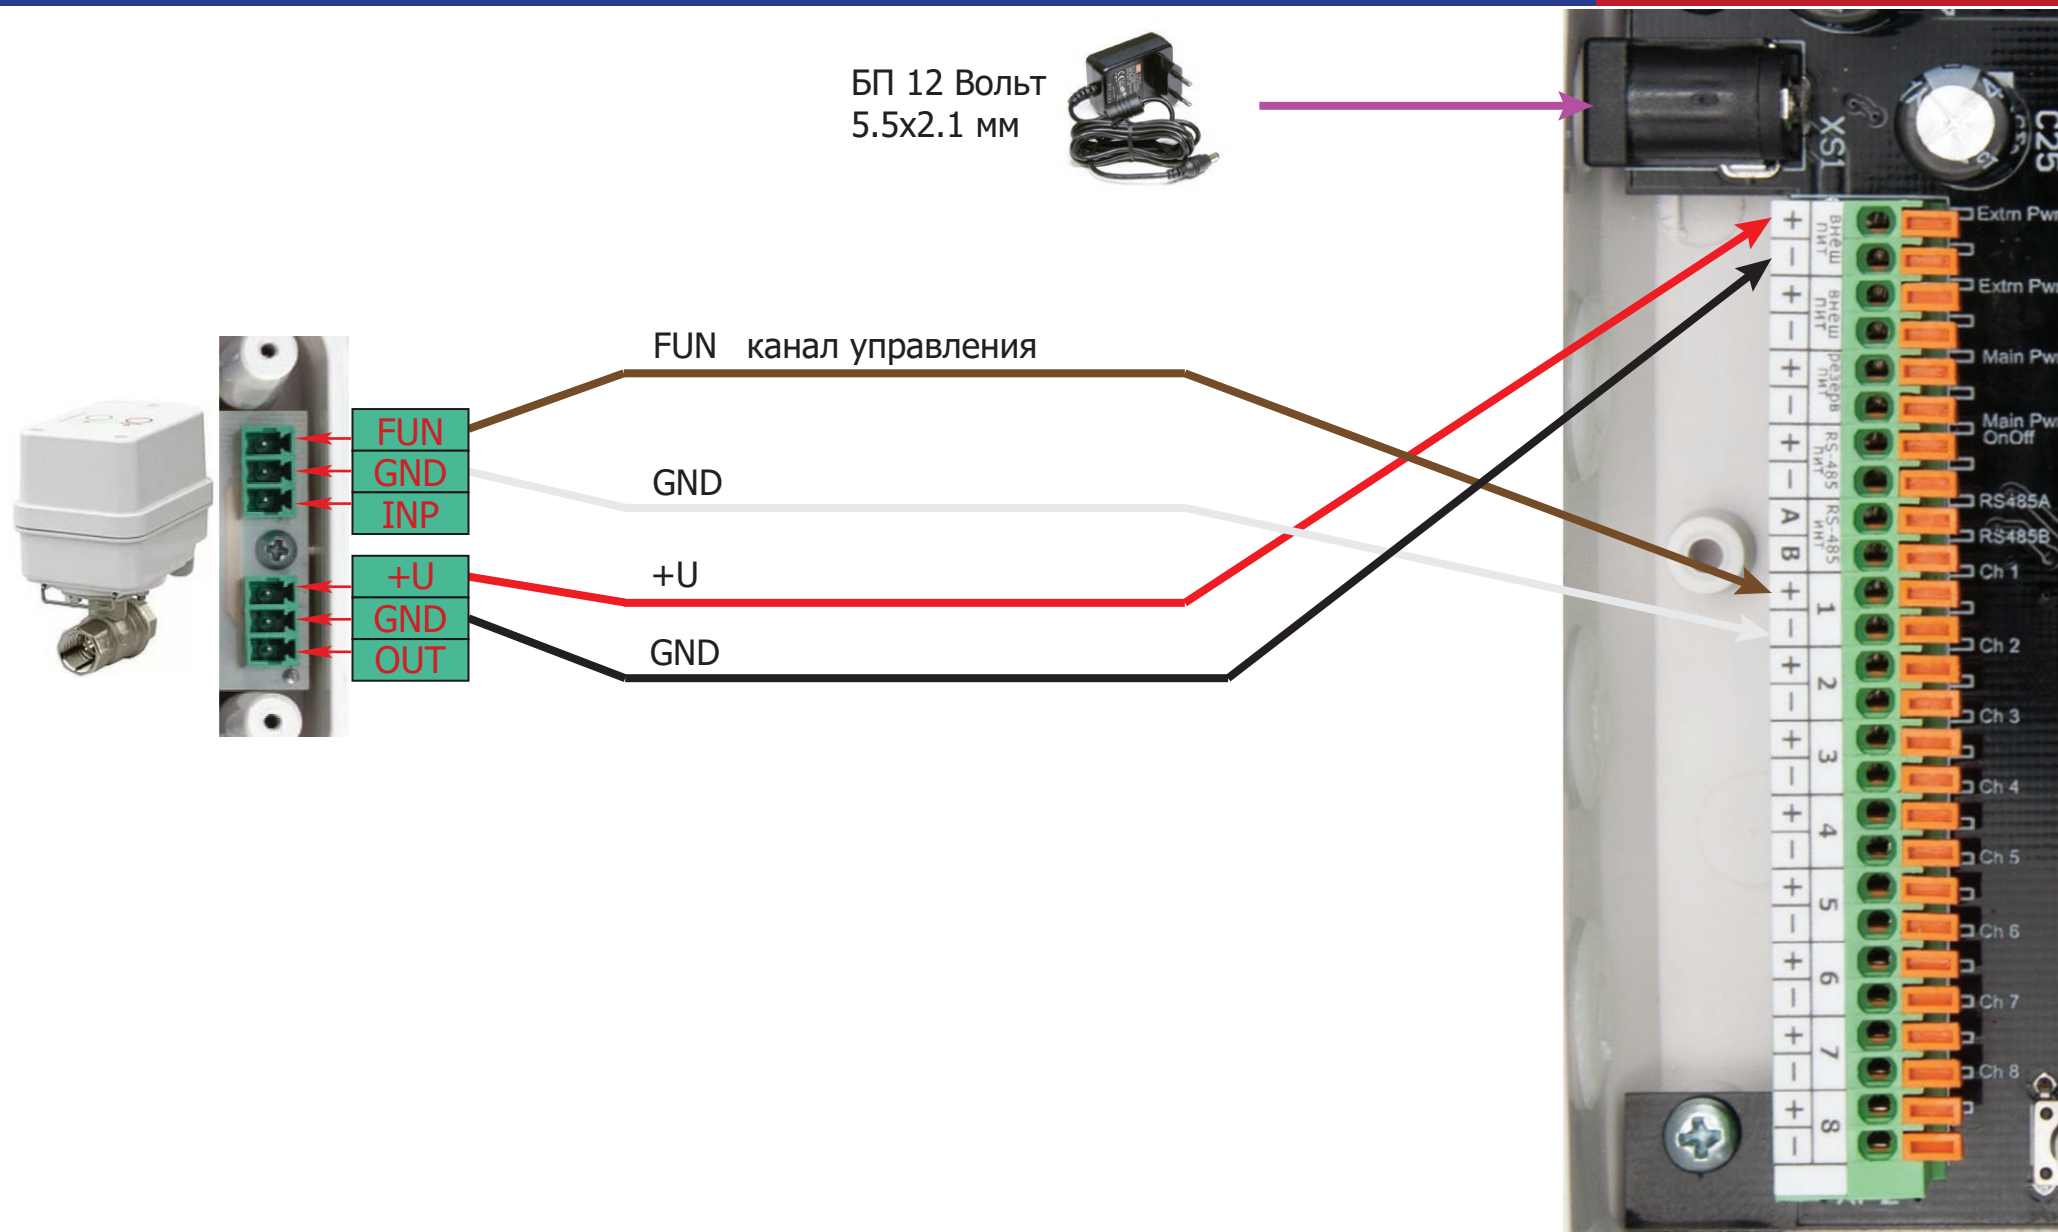 БП 12 Вольт
5.5x2.1 мм
XS1
C25
FUN канал управления
FUN
GND
INP
GND
+U
GND
OUT
+U
GND
+ внеш Extrn Pwr
− пит
+ внеш Extrn Pwr
− пит
+ резерв Main Pwr
− пит Main Pwr
OnOff
+ RS-485
− пит
A RS-485 RS485A
B инт RS485B
+ 1 Ch 1
−
+ 2 Ch 2
−
+ 3 Ch 3
−
+ 4 Ch 4
−
+ 5 Ch 5
−
+ 6 Ch 6
−
+ 7 Ch 7
−
+ 8 Ch 8
−